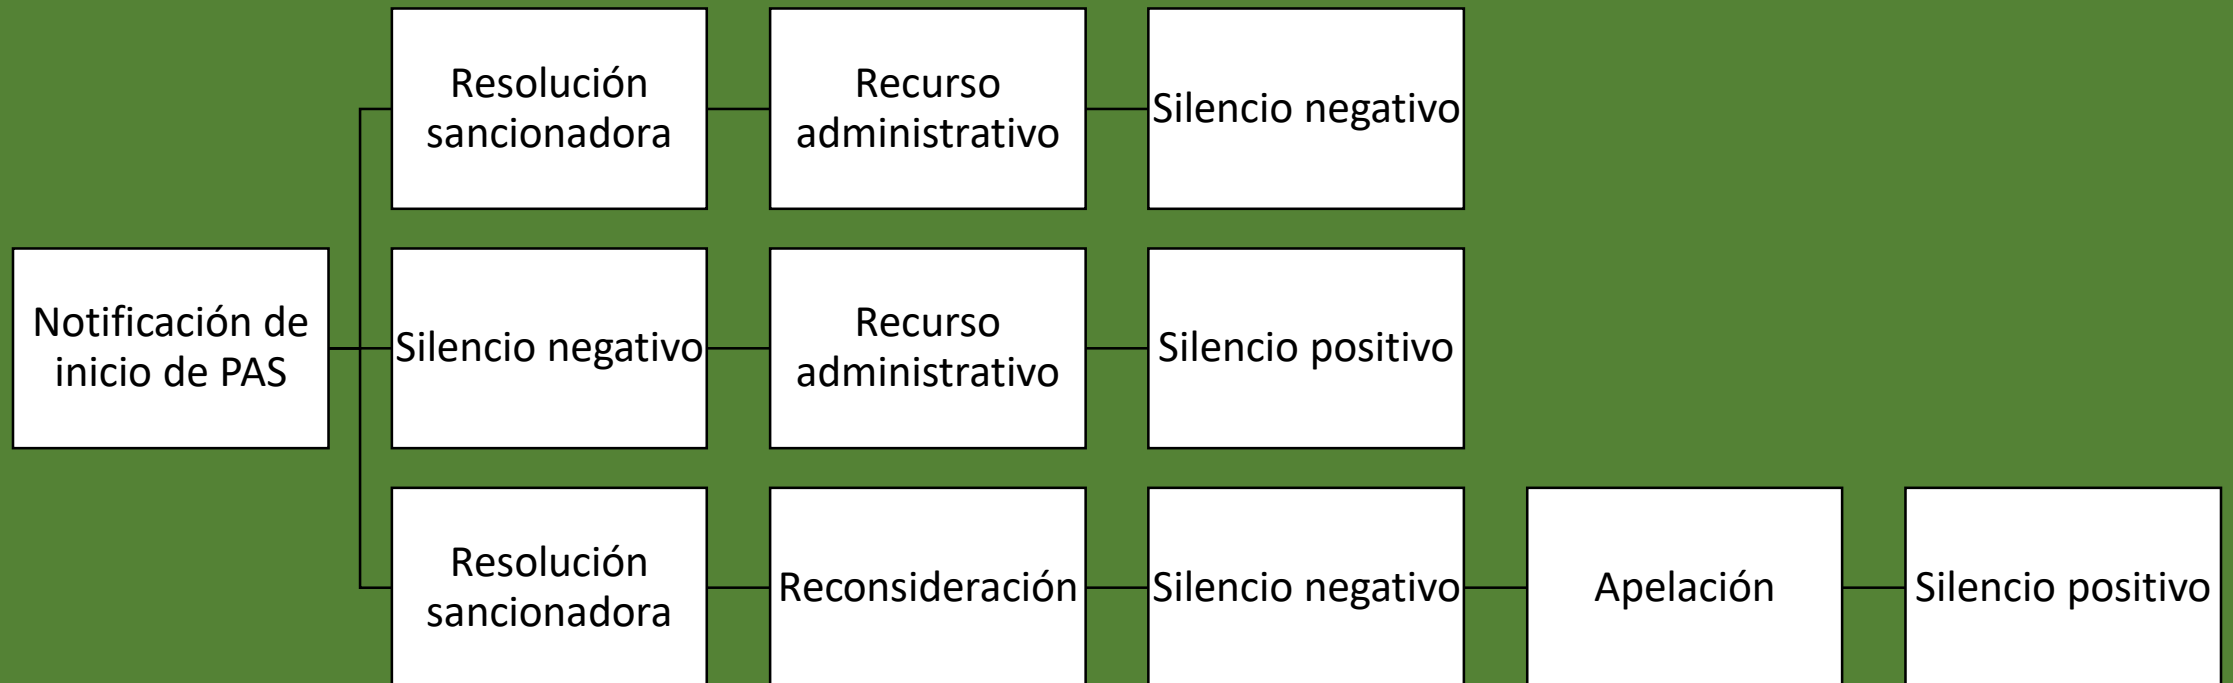 Resolución
sancionadora
Recurso
administrativo
Silencio negativo
Notificación de
inicio de PAS
Silencio negativo
Recurso
administrativo
Silencio positivo
Resolución
sancionadora
Reconsideración
Silencio negativo
Apelación
Silencio positivo